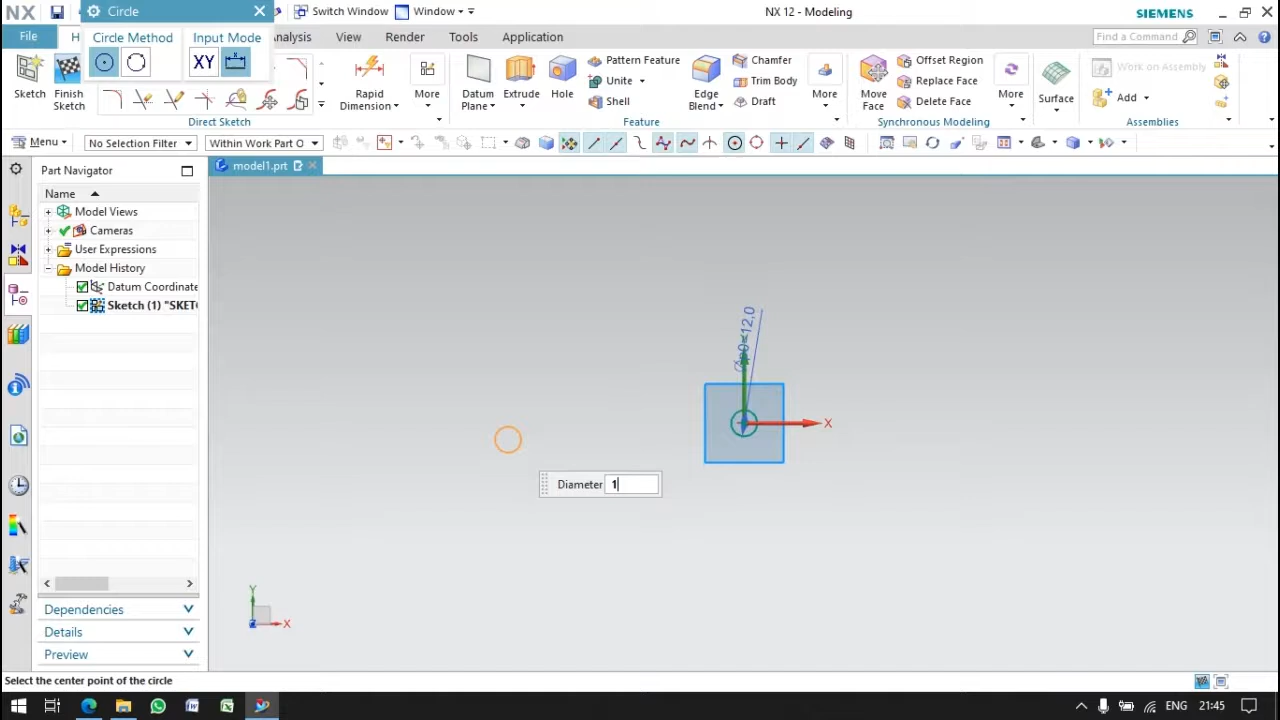 NX
Circle
Switch Window
Window
NX 12 - Modeling
SIEMENS
File
H
Circle Method
Input Mode
nalysis
View
Render
Tools
Application
Find a Command
XY
Sketch
Finish Sketch
Direct Sketch
Rapid Dimension
More
Datum Plane
Extrude
Hole
Pattern Feature
Unite
Shell
Edge Blend
Chamfer
Trim Body
Draft
More
Feature
Move Face
Offset Region
Replace Face
Delete Face
More
Synchronous Modeling
Surface
Work on Assembly
Add
Assemblies
Menu
No Selection Filter
Within Work Part O
model1.prt
Part Navigator
Name
Model Views
Cameras
User Expressions
Model History
Datum Coordinate
Sketch (1) "SKET
Dependencies
Details
Preview
X
Diameter 1
Y
Z
X
Select the center point of the circle
ENG
21:45